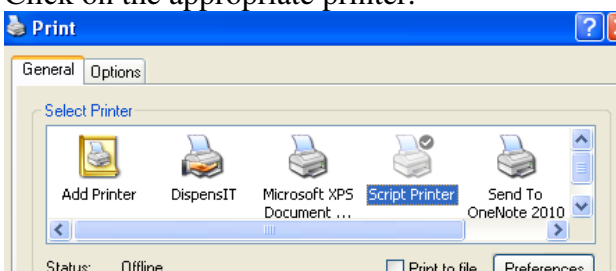 Click on the appropriate printer.
Print
General Options
Select Printer
Add Printer DispensIT Microsoft XPS Document ... Script Printer Send To OneNote 2010
Status: Offline Print to file Preferences